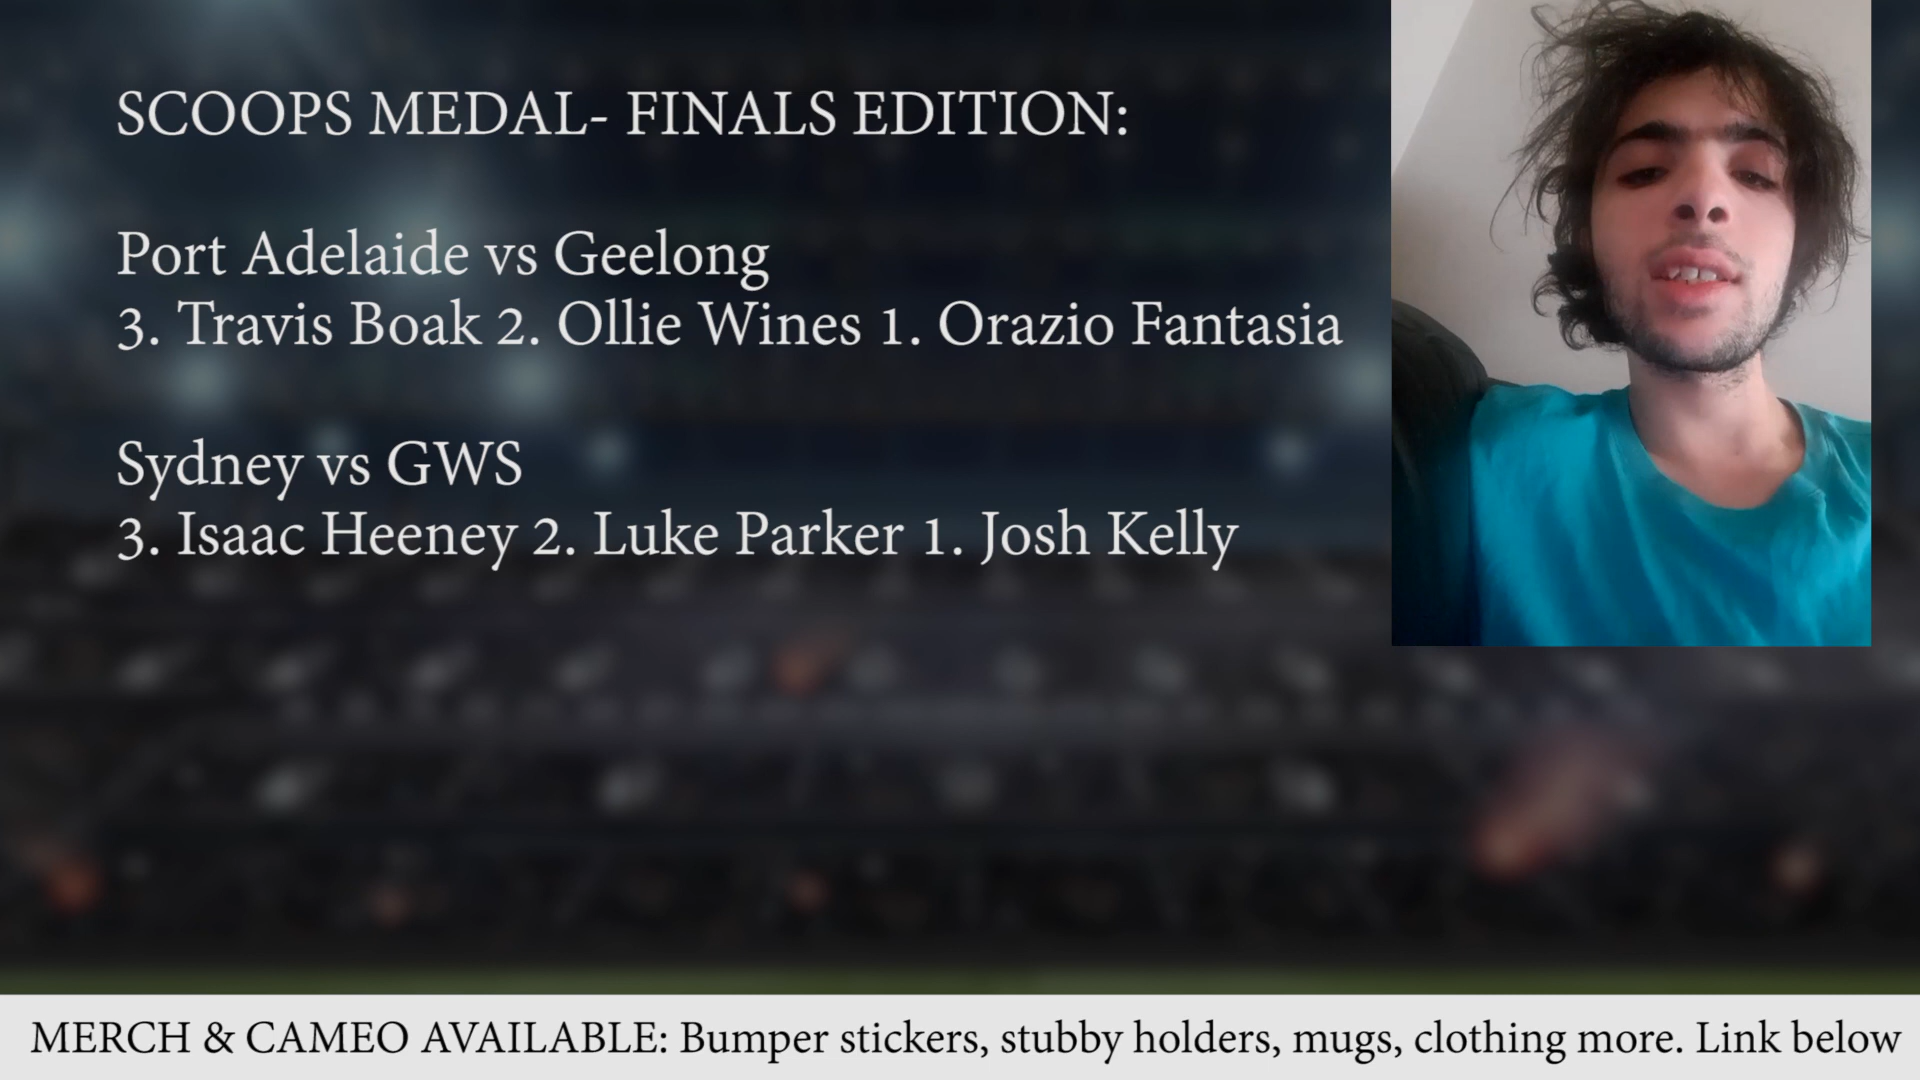 SCOOPS MEDAL- FINALS EDITION:
Port Adelaide vs Geelong
3. Travis Boak 2. Ollie Wines 1. Orazio Fantasia
Sydney vs GWS
3. Isaac Heeney 2. Luke Parker 1. Josh Kelly
MERCH & CAMEO AVAILABLE: Bumper stickers, stubby holders, mugs, clothing more. Link below